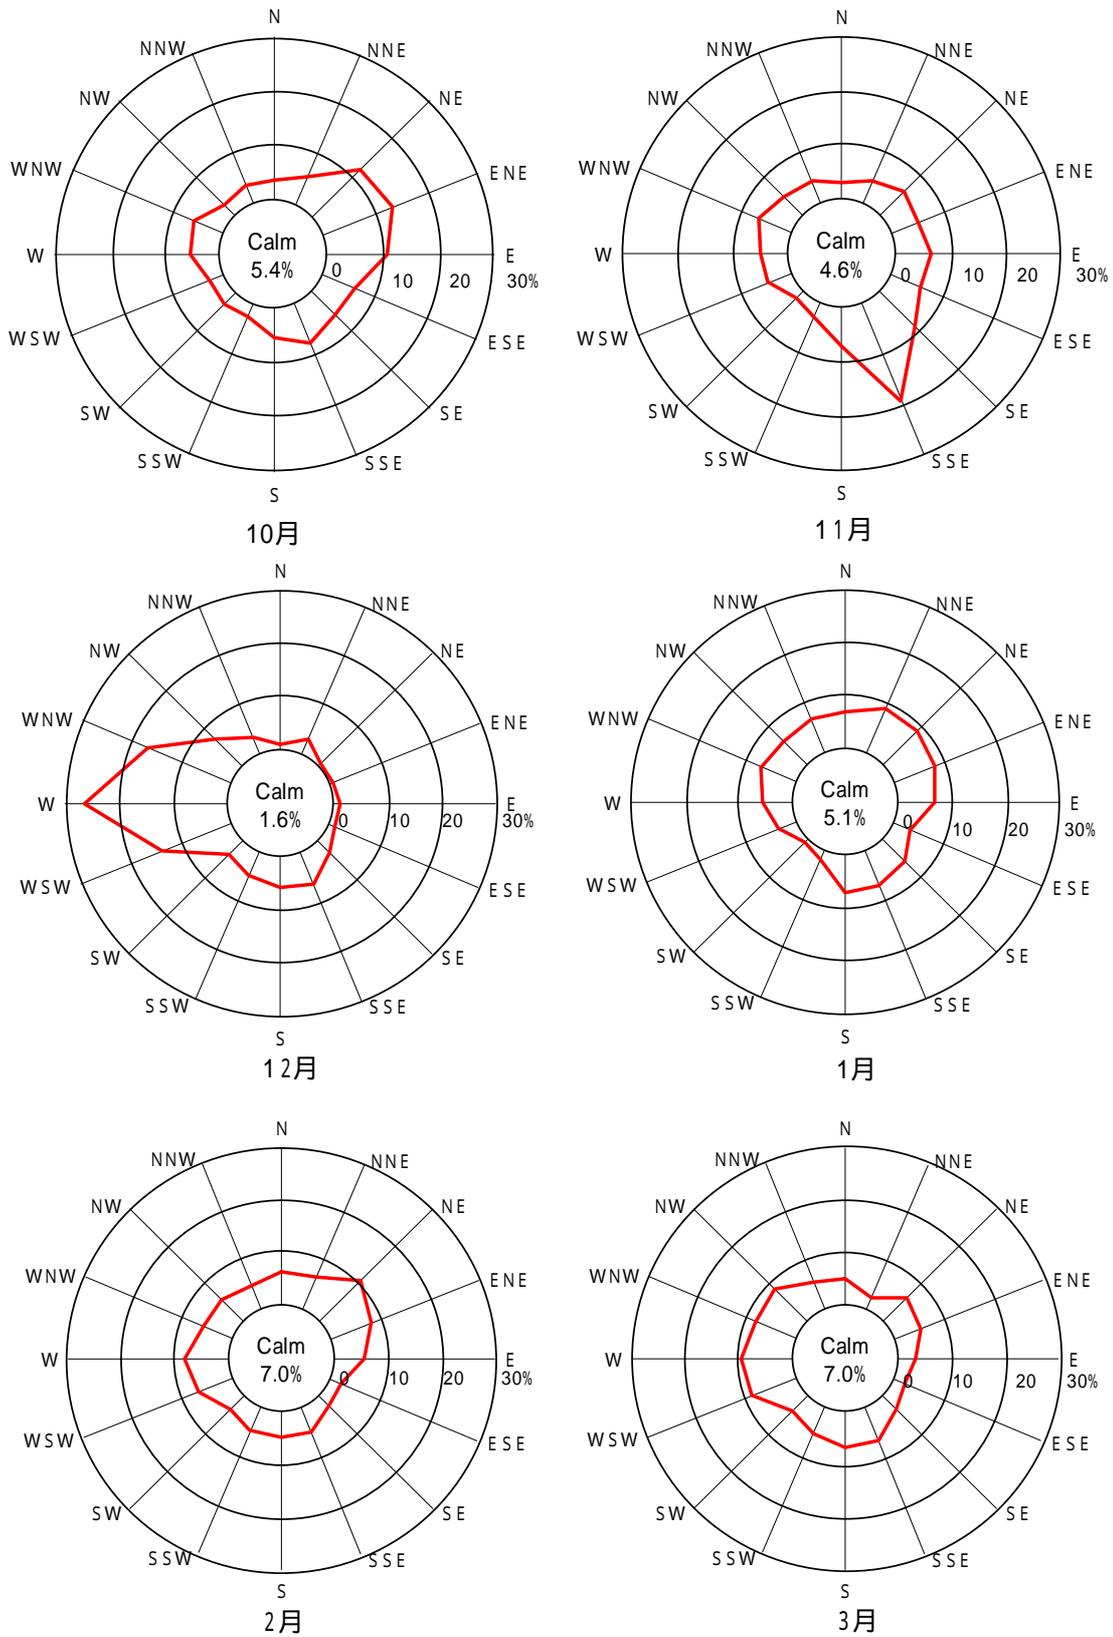 N
NNW NNE
NW NE
WNW ENE
W Calm 5.4% E
0 10 20 30%
WSW ESE
SW SE
SSW SSE
S
10月
N
NNW NNE
NW NE
WNW ENE
W Calm 4.6% E
0 10 20 30%
WSW ESE
SW SE
SSW SSE
S
11月
N
NNW NNE
NW NE
WNW ENE
W Calm 1.6% E
0 10 20 30%
WSW ESE
SW SE
SSW SSE
S
12月
N
NNW NNE
NW NE
WNW ENE
W Calm 5.1% E
0 10 20 30%
WSW ESE
SW SE
SSW SSE
S
1月
N
NNW NNE
NW NE
WNW ENE
W Calm 7.0% E
0 10 20 30%
WSW ESE
SW SE
SSW SSE
S
2月
N
NNW NNE
NW NE
WNW ENE
W Calm 7.0% E
0 10 20 30%
WSW ESE
SW SE
SSW SSE
S
3月